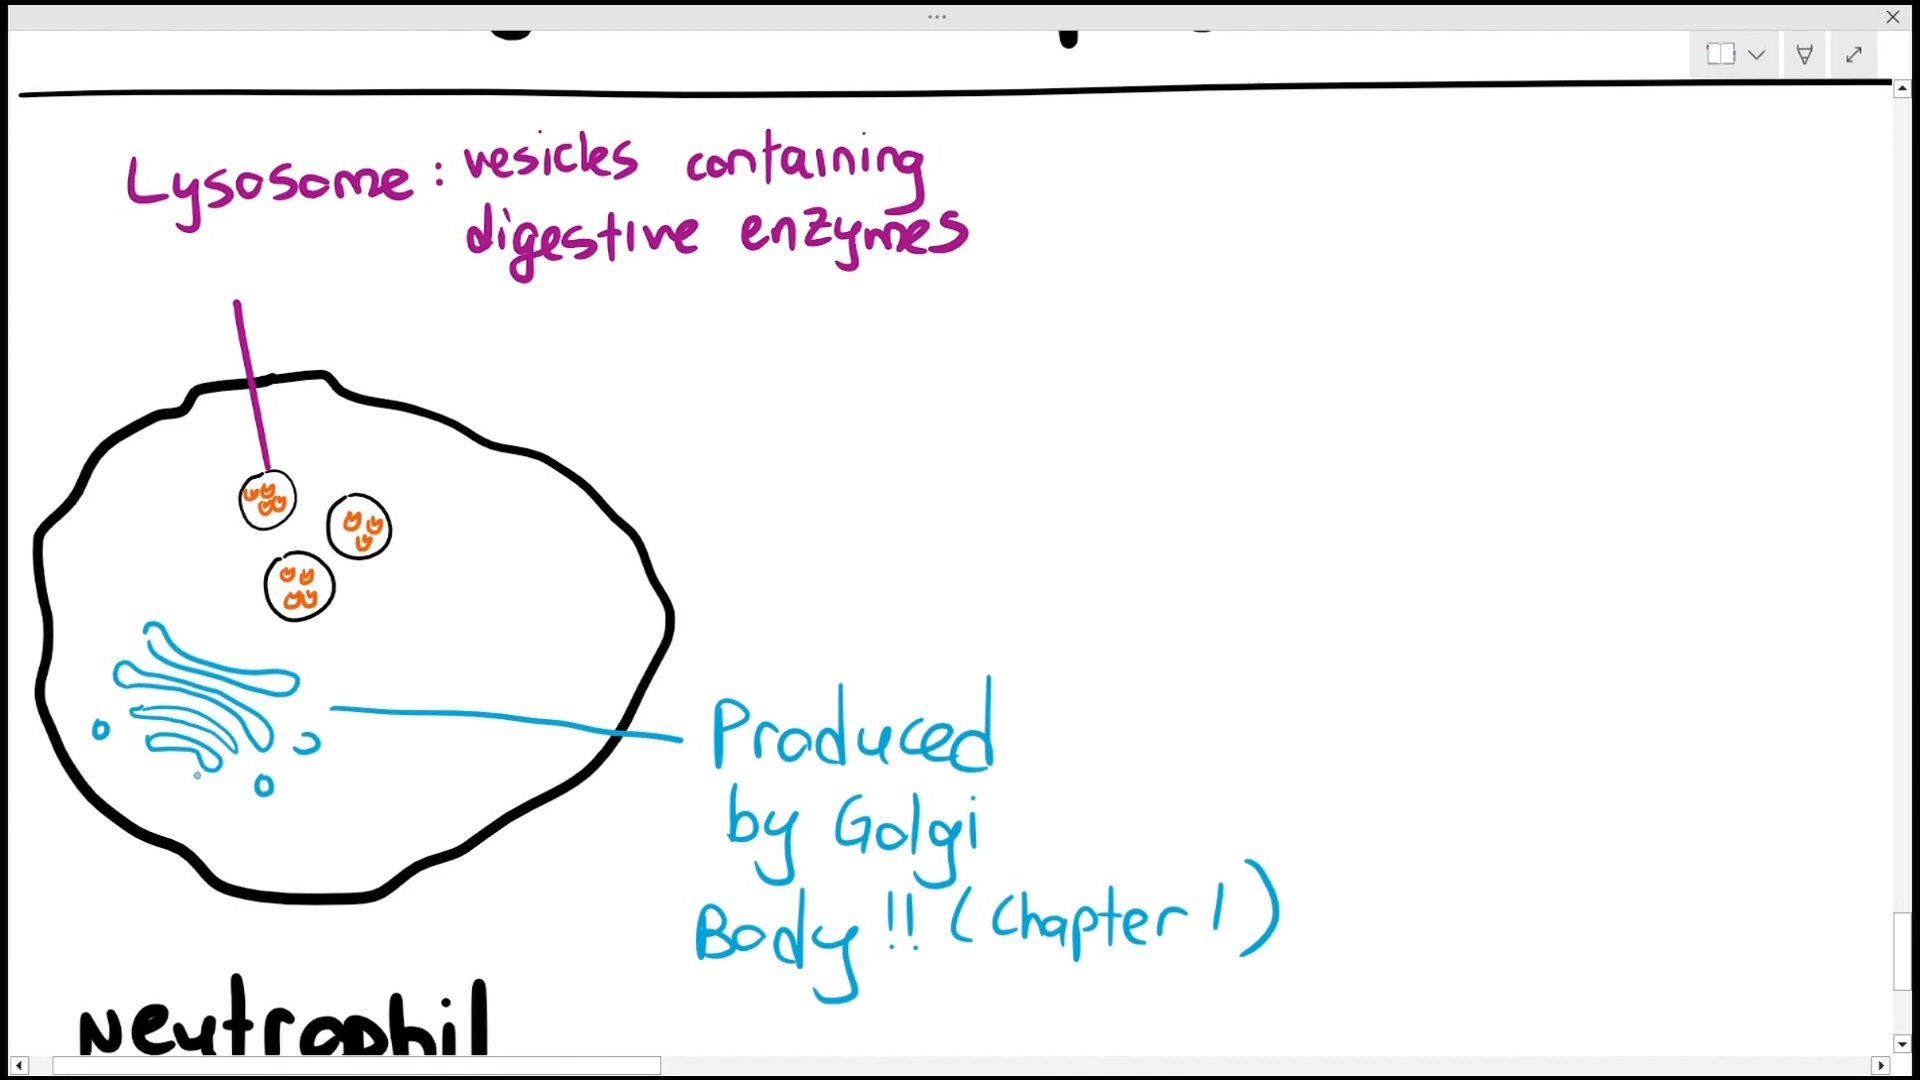 Lysosome: vesicles containing
digestive enzymes
Produced
by Golgi
Body!! (Chapter 1)
Neutrophil